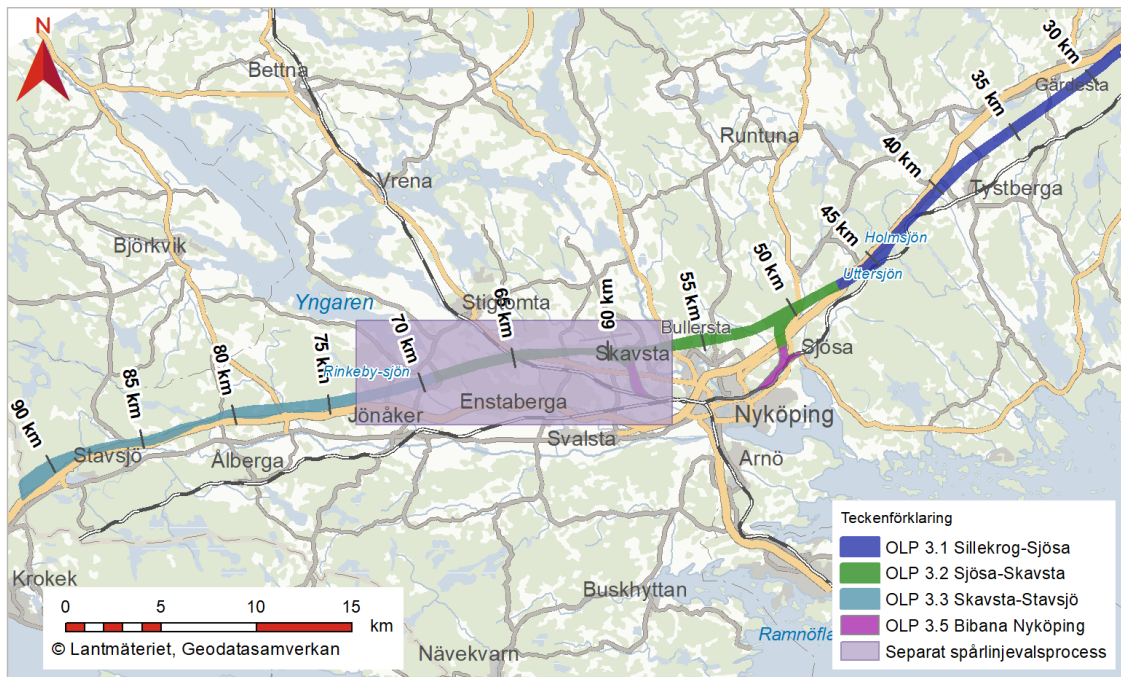 N
30 km
Gärdesta
Bettna
35 km
Runtuna
40 km
Vrena
Tystberga
45 km
Holmsjön
Björkvik
Uttersjön
50 km
Yngaren
Stigtomta
65 km
60 km
55 km
Bullersta
70 km
Skavsta
Sjösa
75 km
Rinkeby-sjön
80 km
Enstaberga
Jönåker
Nyköping
85 km
Svalsta
90 km
Stavsjö
Ålberga
Arnö
Krokek
Buskhyttan
Ramnöfla
Nävekvarn
0 5 10 15
km
© Lantmäteriet, Geodatasamverkan
Teckenförklaring
OLP 3.1 Sillekrog-Sjösa
OLP 3.2 Sjösa-Skavsta
OLP 3.3 Skavsta-Stavsjö
OLP 3.5 Bibana Nyköping
Separat spårlinjevalsprocess